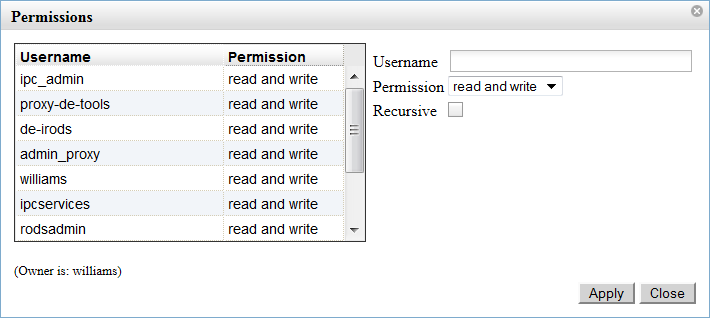 Permissions
Username Permission
ipc_admin read and write
proxy-de-tools read and write
de-irods read and write
admin_proxy read and write
williams read and write
ipcservices read and write
rodsadmin read and write
Username
Permission read and write
Recursive
(Owner is: williams)
Apply Close